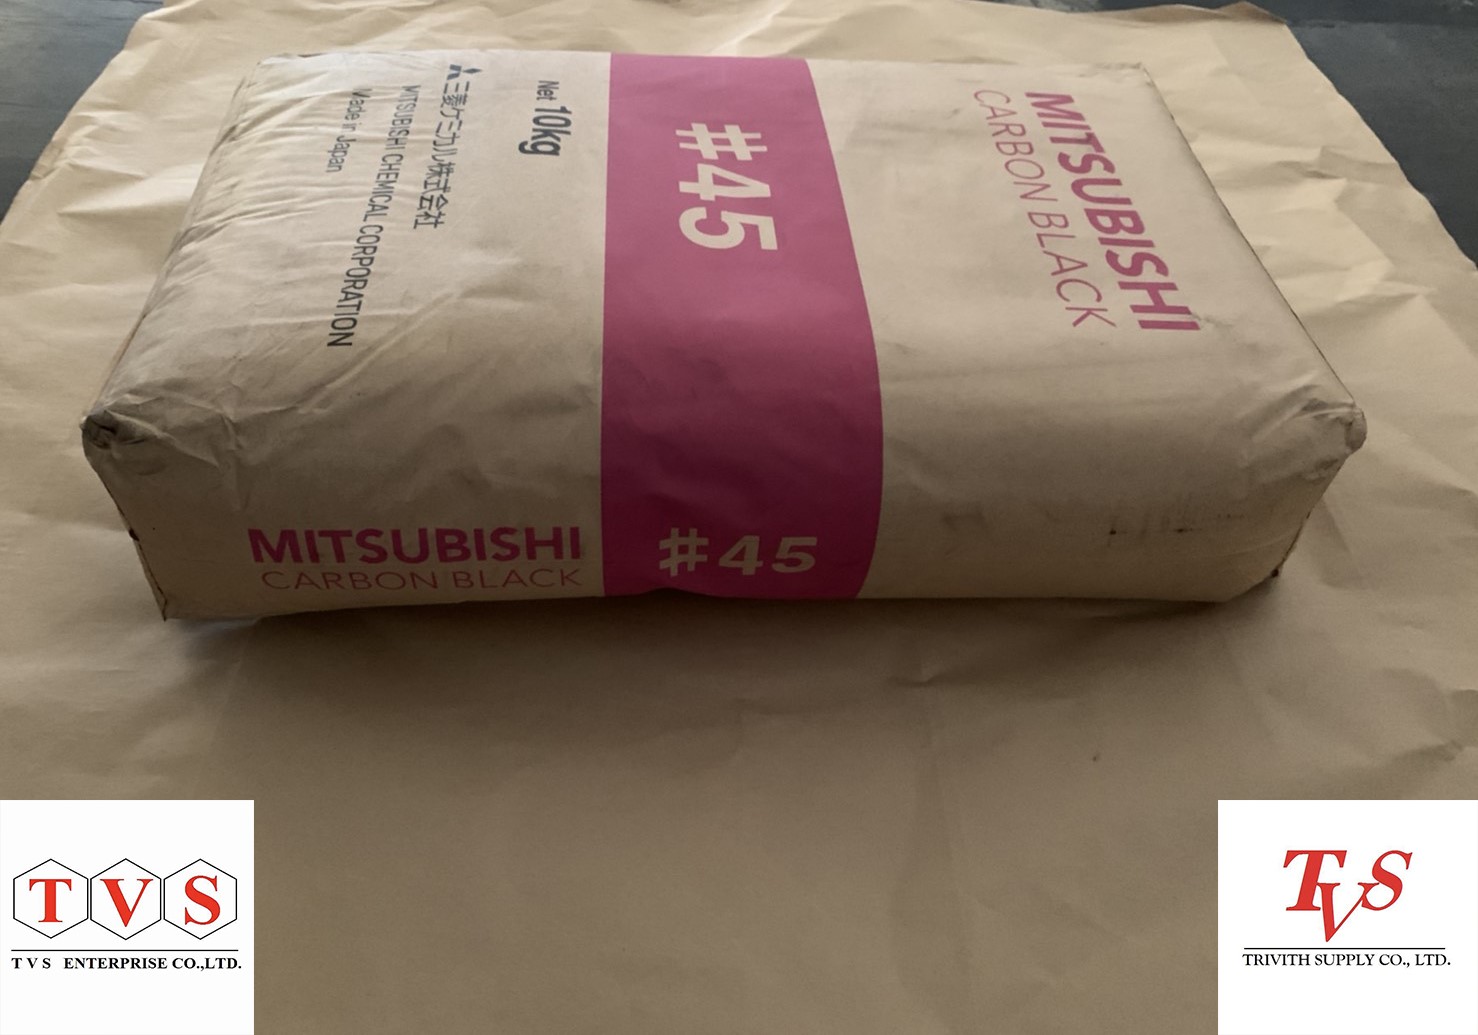 MITSUBISHI
CARBON BLACK
#45
Net 10kg
三菱ケミカル株式会社
MITSUBISHI CHEMICAL CORPORATION
Made in Japan
MITSUBISHI
CARBON BLACK
#45
T V S
T V S ENTERPRISE CO.,LTD.
TVS
TRIVITH SUPPLY CO., LTD.